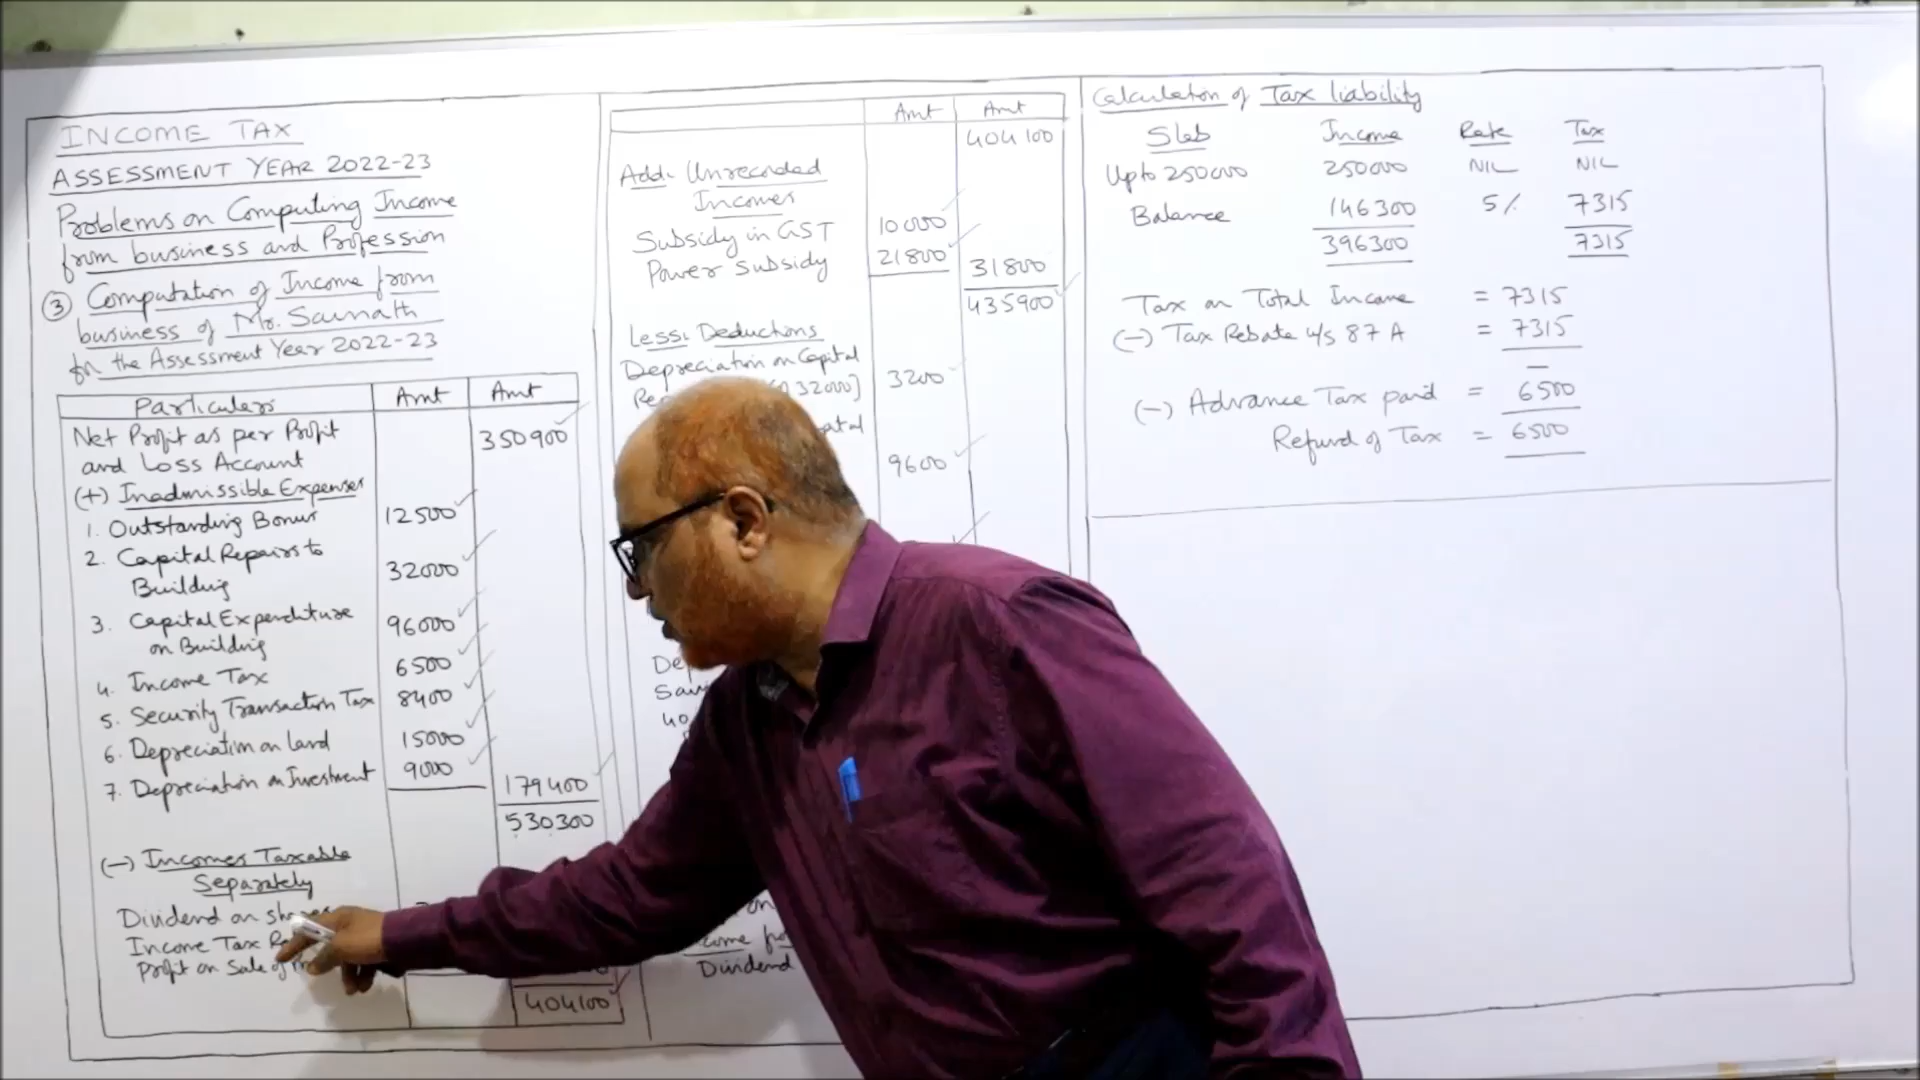 INCOME TAX
ASSESSMENT YEAR 2022-23
Problems on Computing Income
from business and Profession
③ Computation of Income from
business of Mr. Sainath
for the Assessment Year 2022-23
Particulars Amt Amt
Net Profit as per Profit 350900
and Loss Account
(+) Inadmissible Expenses
1. Outstanding Bonus 12500
2. Capital Repairs to
Building 32000
3. Capital Expenditure
on Building 96000
4. Income Tax 6500
5. Security Transaction Tax 8400
6. Depreciation on Land 15000
7. Depreciation on Investment 9000 179400
530300
(-) Incomes Taxable
Separately
Dividend on shares
Income Tax
Profit on Sale of
404100
Amt Amt
404100
Add: Unrecorded
Incomes
Subsidy in GST 10000
Power Subsidy 21800 31800
435900
Less: Deductions
Depreciation on Capital
32000] 3200
9600
Dividend
Calculation of Tax liability
Slab Income Rate Tax
Upto 250000 250000 NIL NIL
Balance 146300 5% 7315
396300 7315
Tax on Total Income = 7315
(-) Tax Rebate u/s 87 A = 7315
-
(-) Advance Tax paid = 6500
Refund of Tax = 6500